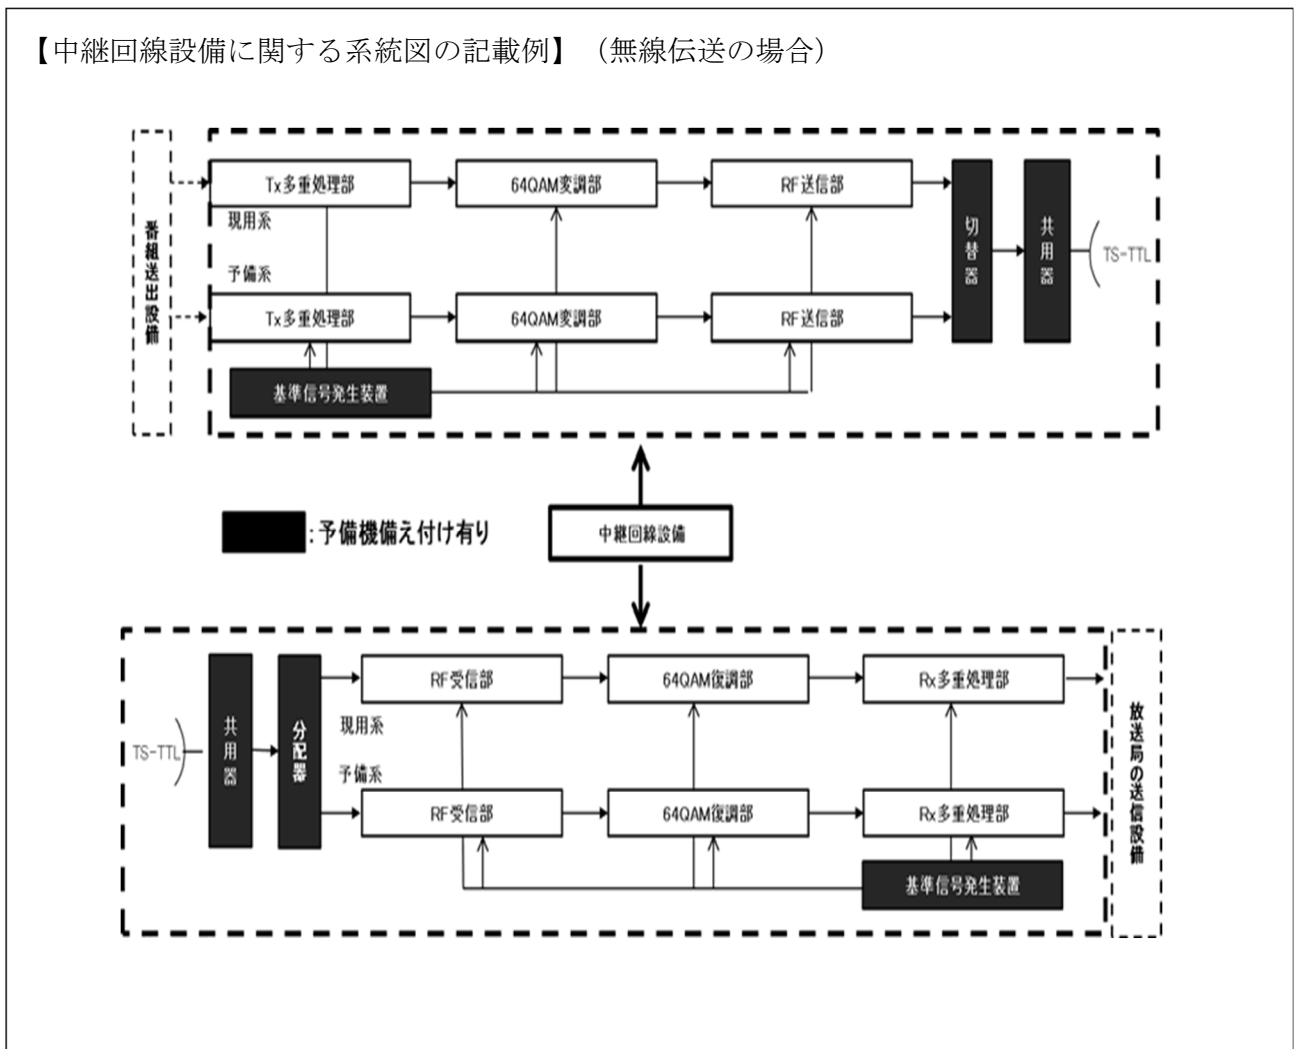 【中継回線設備に関する系統図の記載例】（無線伝送の場合）
番組送出設備
Tx多重処理部
64QAM変調部
RF送信部
現用系
予備系
Tx多重処理部
64QAM変調部
RF送信部
基準信号発生装置
切替器
共用器
TS-TTL
:予備機備え付け有り
中継回線設備
TS-TTL
共用器
分配器
RF受信部
64QAM復調部
Rx多重処理部
現用系
予備系
RF受信部
64QAM復調部
Rx多重処理部
基準信号発生装置
放送局の送信設備